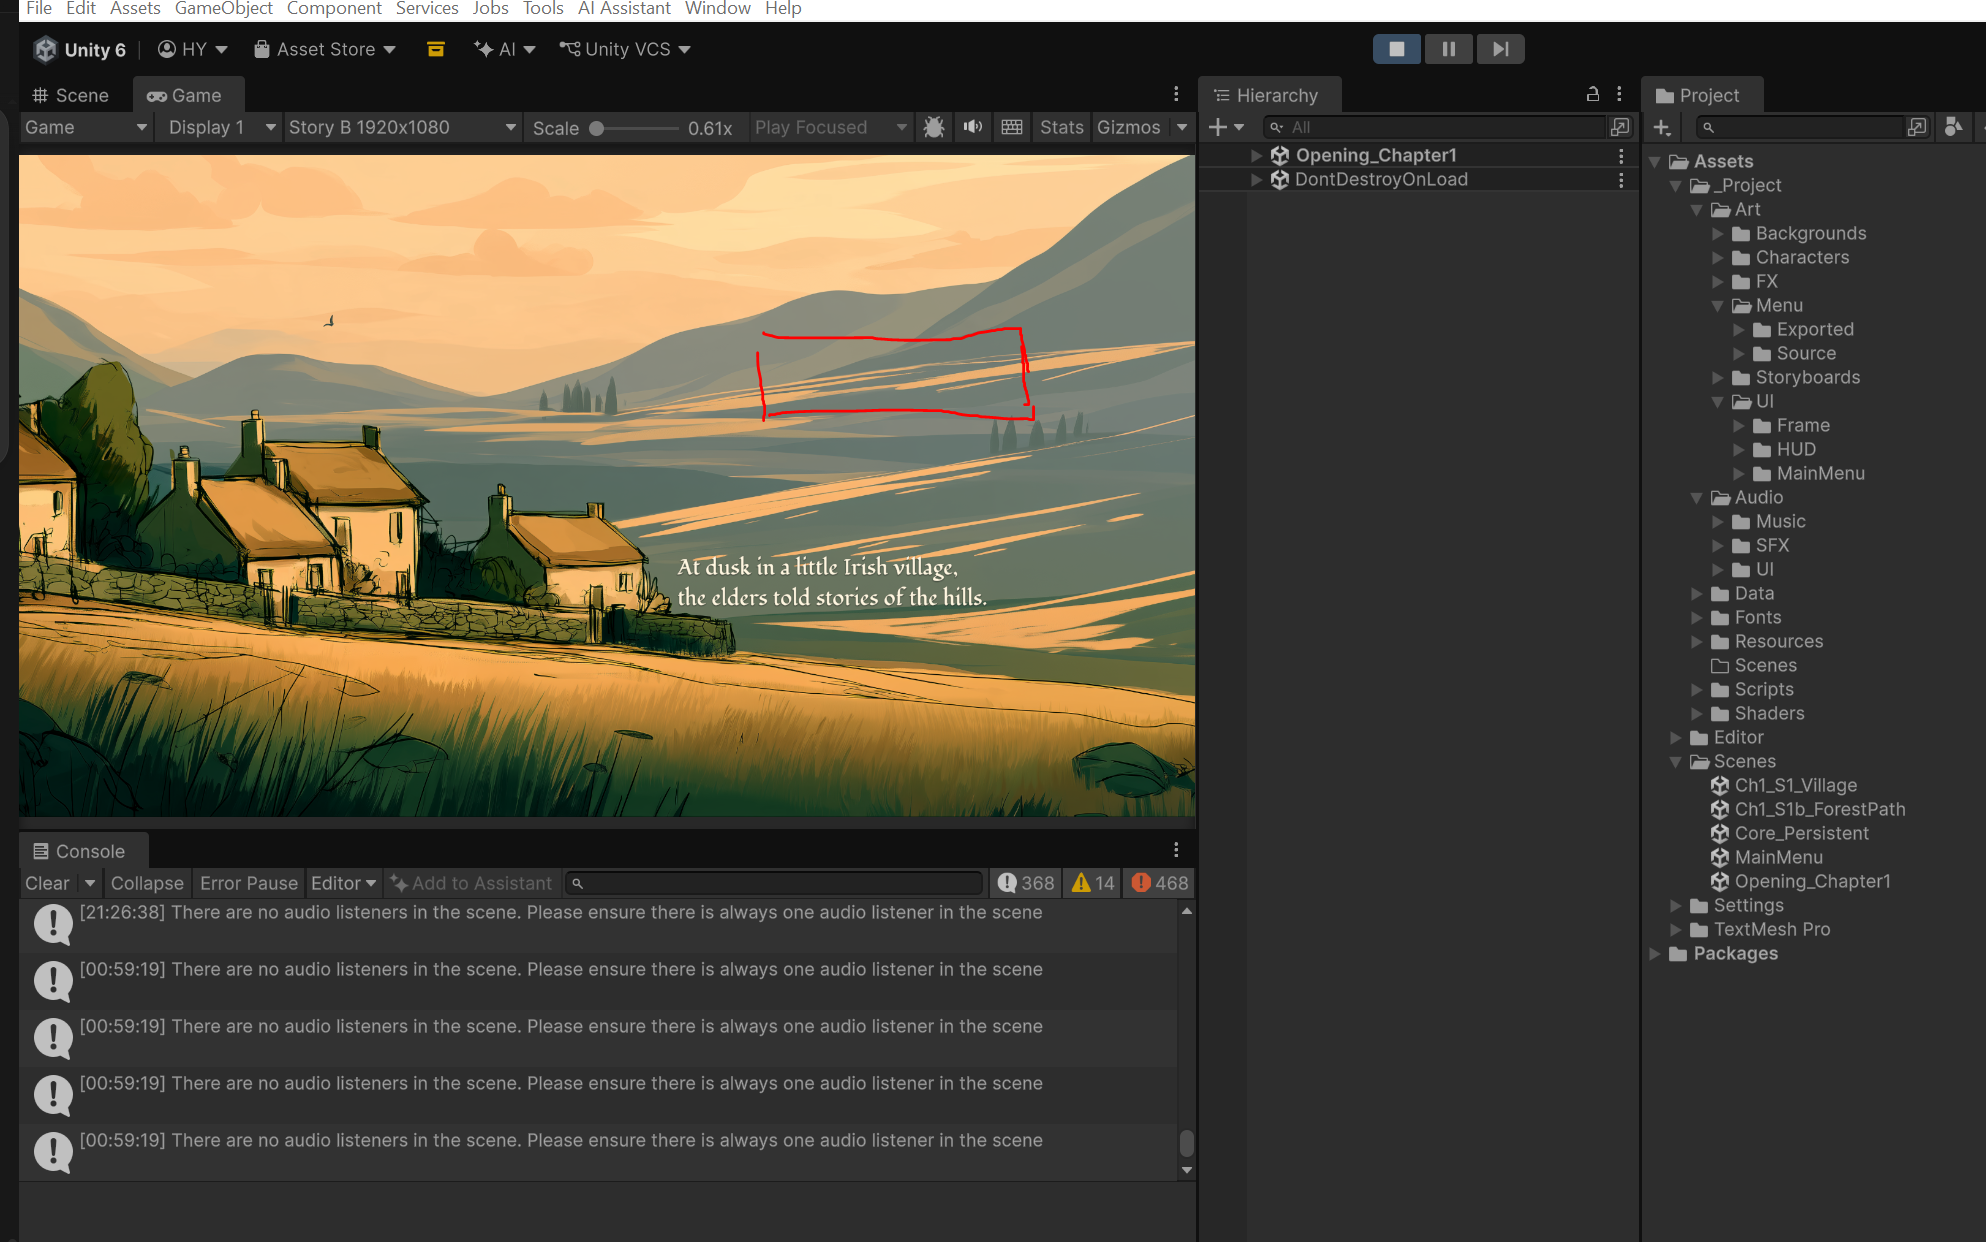 File Edit Assets GameObject Component Services Jobs Tools AI Assistant Window Help
Unity 6 HY Asset Store AI Unity VCS
Scene Game
Game Display 1 Story B 1920x1080 Scale 0.61x Play Focused Stats Gizmos
At dusk in a little Irish village,
the elders told stories of the hills.
Console
Clear Collapse Error Pause Editor Add to Assistant 368 14 468
[21:26:38] There are no audio listeners in the scene. Please ensure there is always one audio listener in the scene
[00:59:19] There are no audio listeners in the scene. Please ensure there is always one audio listener in the scene
[00:59:19] There are no audio listeners in the scene. Please ensure there is always one audio listener in the scene
[00:59:19] There are no audio listeners in the scene. Please ensure there is always one audio listener in the scene
[00:59:19] There are no audio listeners in the scene. Please ensure there is always one audio listener in the scene
Hierarchy
All
Opening_Chapter1
DontDestroyOnLoad
Project
Assets
_Project
Art
Backgrounds
Characters
FX
Menu
Exported
Source
Storyboards
UI
Frame
HUD
MainMenu
Audio
Music
SFX
UI
Data
Fonts
Resources
Scenes
Scripts
Shaders
Editor
Scenes
Ch1_S1_Village
Ch1_S1b_ForestPath
Core_Persistent
MainMenu
Opening_Chapter1
Settings
TextMesh Pro
Packages